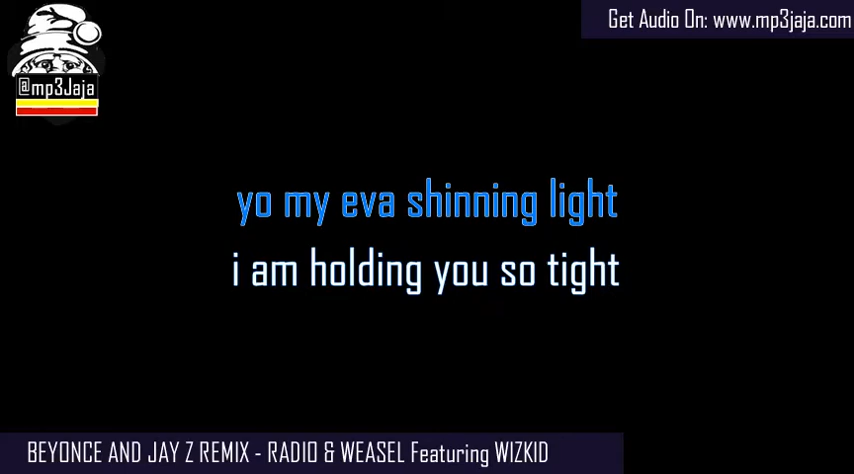 Get Audio On: www.mp3jaja.com
@mp3Jaja
yo my eva shinning light
i am holding you so tight
BEYONCE AND JAY Z REMIX - RADIO & WEASEL Featuring WIZKID